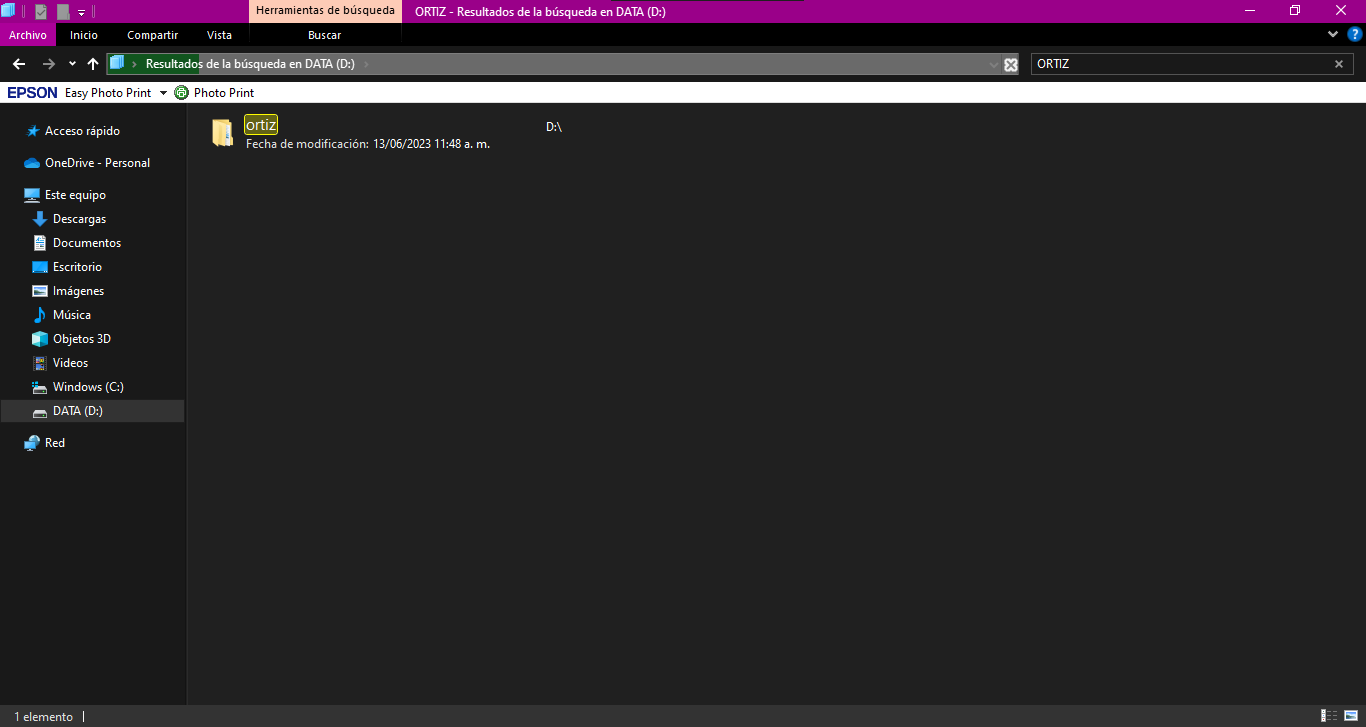 Herramientas de búsqueda
ORTIZ - Resultados de la búsqueda en DATA (D:)
Archivo Inicio Compartir Vista Buscar
Resultados de la búsqueda en DATA (D:)
ORTIZ
EPSON Easy Photo Print Photo Print
Acceso rápido
OneDrive - Personal
Este equipo
Descargas
Documentos
Escritorio
Imágenes
Música
Objetos 3D
Videos
Windows (C:)
DATA (D:)
Red
ortiz
D:\
Fecha de modificación: 13/06/2023 11:48 a. m.
1 elemento